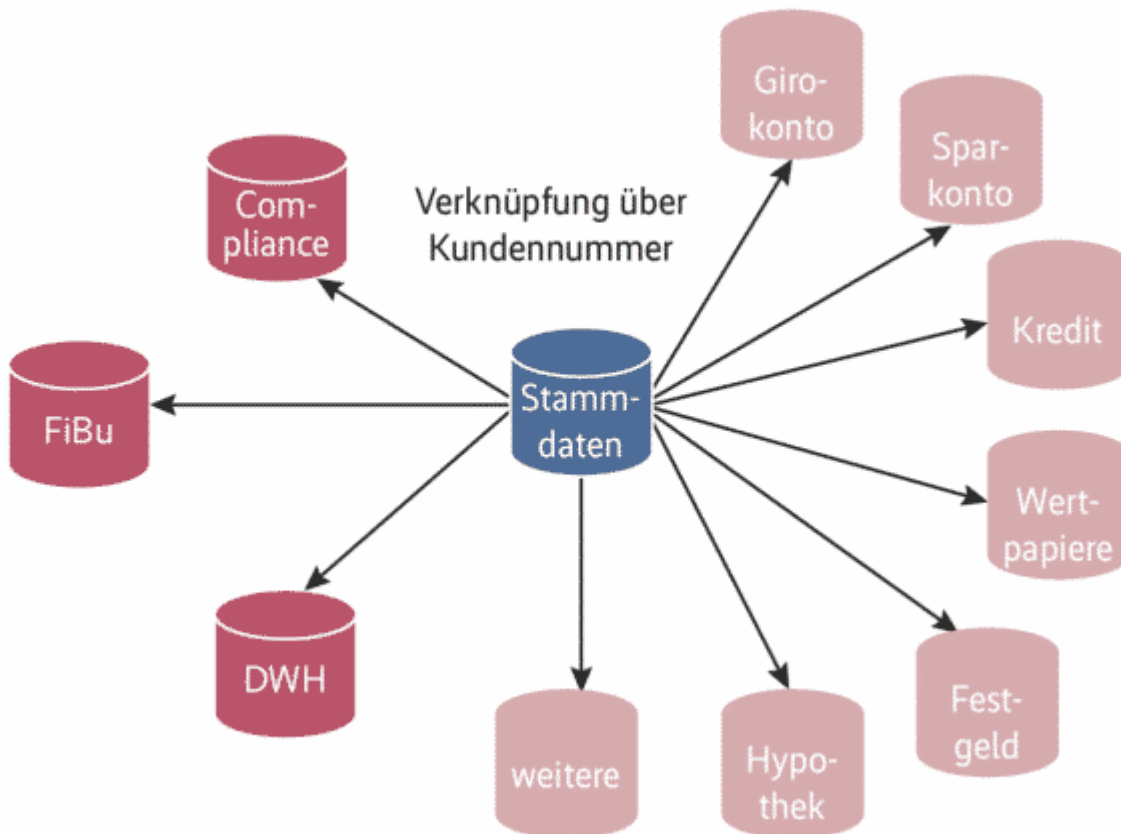 Giro-
konto
Spar-
konto
Com-
pliance
Verknüpfung über
Kundennummer
Kredit
Stamm-
daten
FiBu
Wert-
papiere
DWH
Fest-
geld
weitere
Hypo-
thek